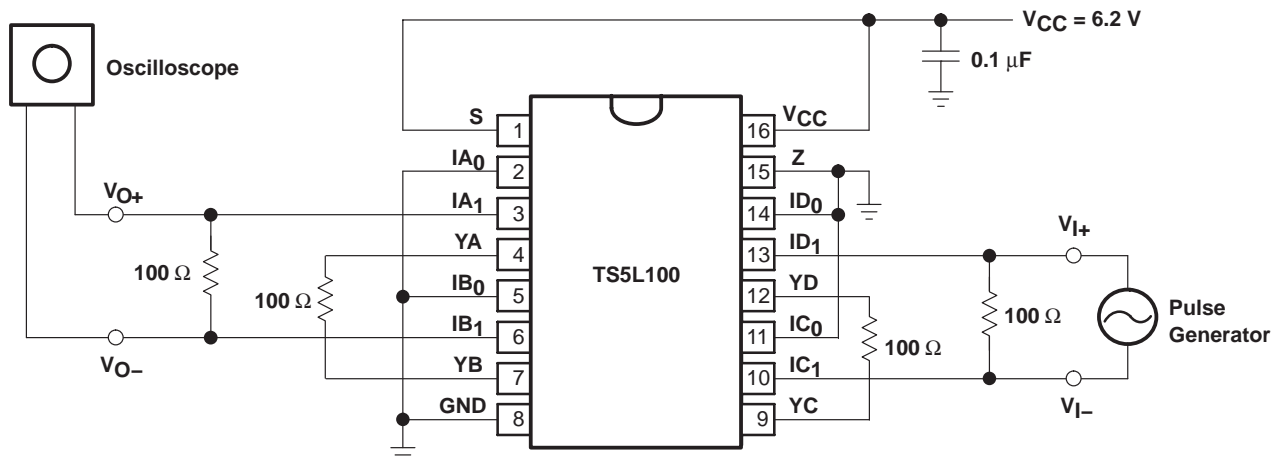 VCC = 6.2 V
0.1 μF
Oscilloscope
S
1
16
VCC
IA0
2
15
Z
VO+
IA1
3
14
ID0
VI+
YA
4
13
ID1
100 Ω
100 Ω
IB0
5
TS5L100
12
YD
100 Ω
Pulse
Generator
IB1
6
11
IC0
100 Ω
VO−
YB
7
10
IC1
VI−
GND
8
9
YC